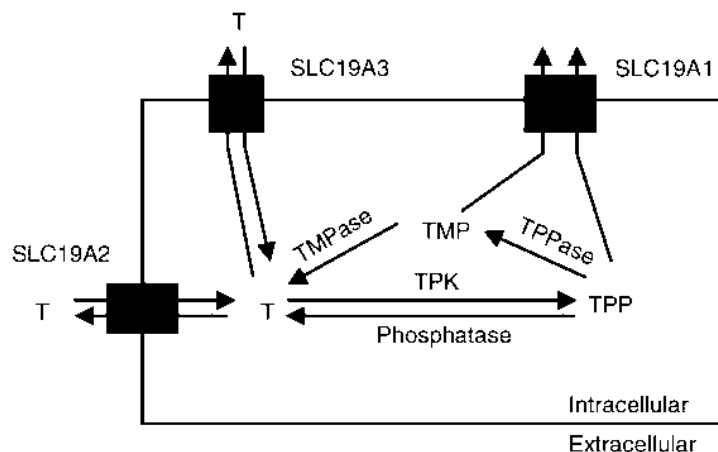 T
SLC19A3
SLC19A1
TMPase
TMP
TPPase
SLC19A2
T
T
TPK
TPP
Phosphatase
Intracellular
Extracellular